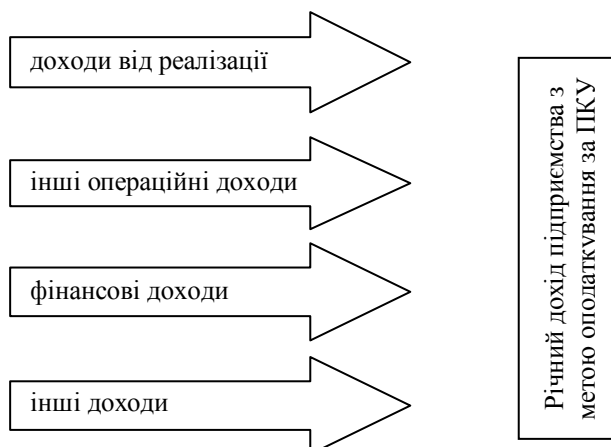 доходи від реалізації
інші операційні доходи
фінансові доходи
інші доходи
Річний дохід підприємства з
метою оподаткування за ПКУ